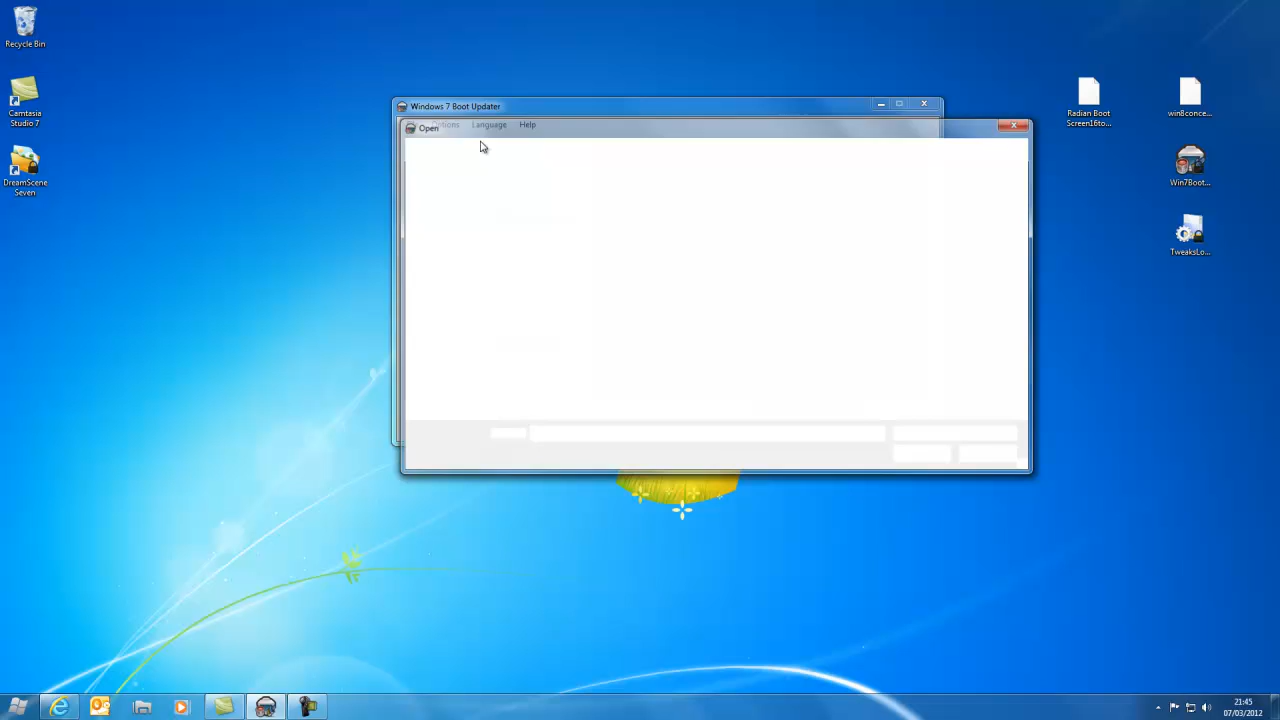 Recycle Bin
Camtasia
Studio 7
DreamScene
Seven
Windows 7 Boot Updater
Options Language Help
Open
Radian Boot
Screen16to...
win8conce...
Win7Boot...
TweaksLo...
21:45
07/03/2012